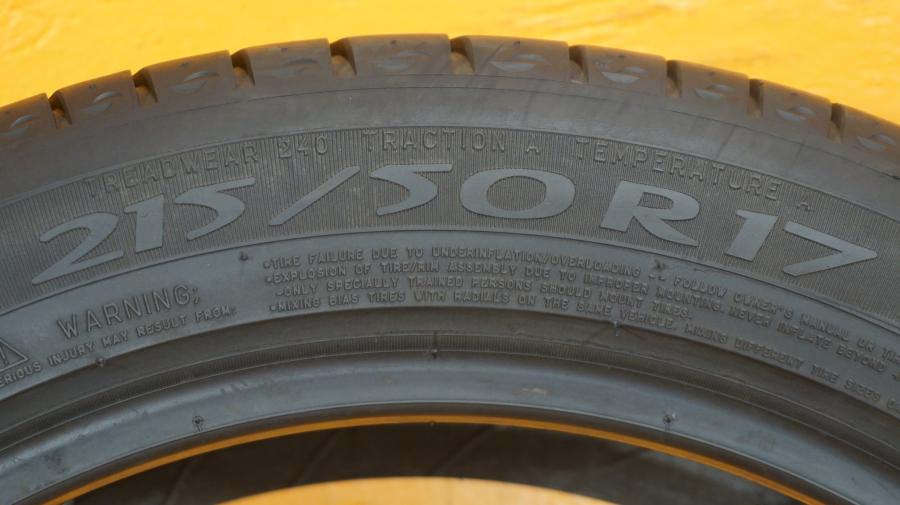 TREADWEAR 240 TRACTION A TEMPERATURE A
215/50R17
WARNING;
SERIOUS INJURY MAY RESULT FROM:
•TIRE FAILURE DUE TO UNDERINFLATION/OVERLOADING FOLLOW OWNER'S MANUAL OR
•EXPLOSION OF TIRE/RIM ASSEMBLY DUE TO IMPROPER MOUNTING. NEVER INFLATE BEYOND
•ONLY SPECIALLY TRAINED PERSONS SHOULD MOUNT TIRES.
•MIXING BIAS TIRES WITH RADIALS ON THE SAME VEHICLE. MIXING DIFFERENT TIRE SIZES